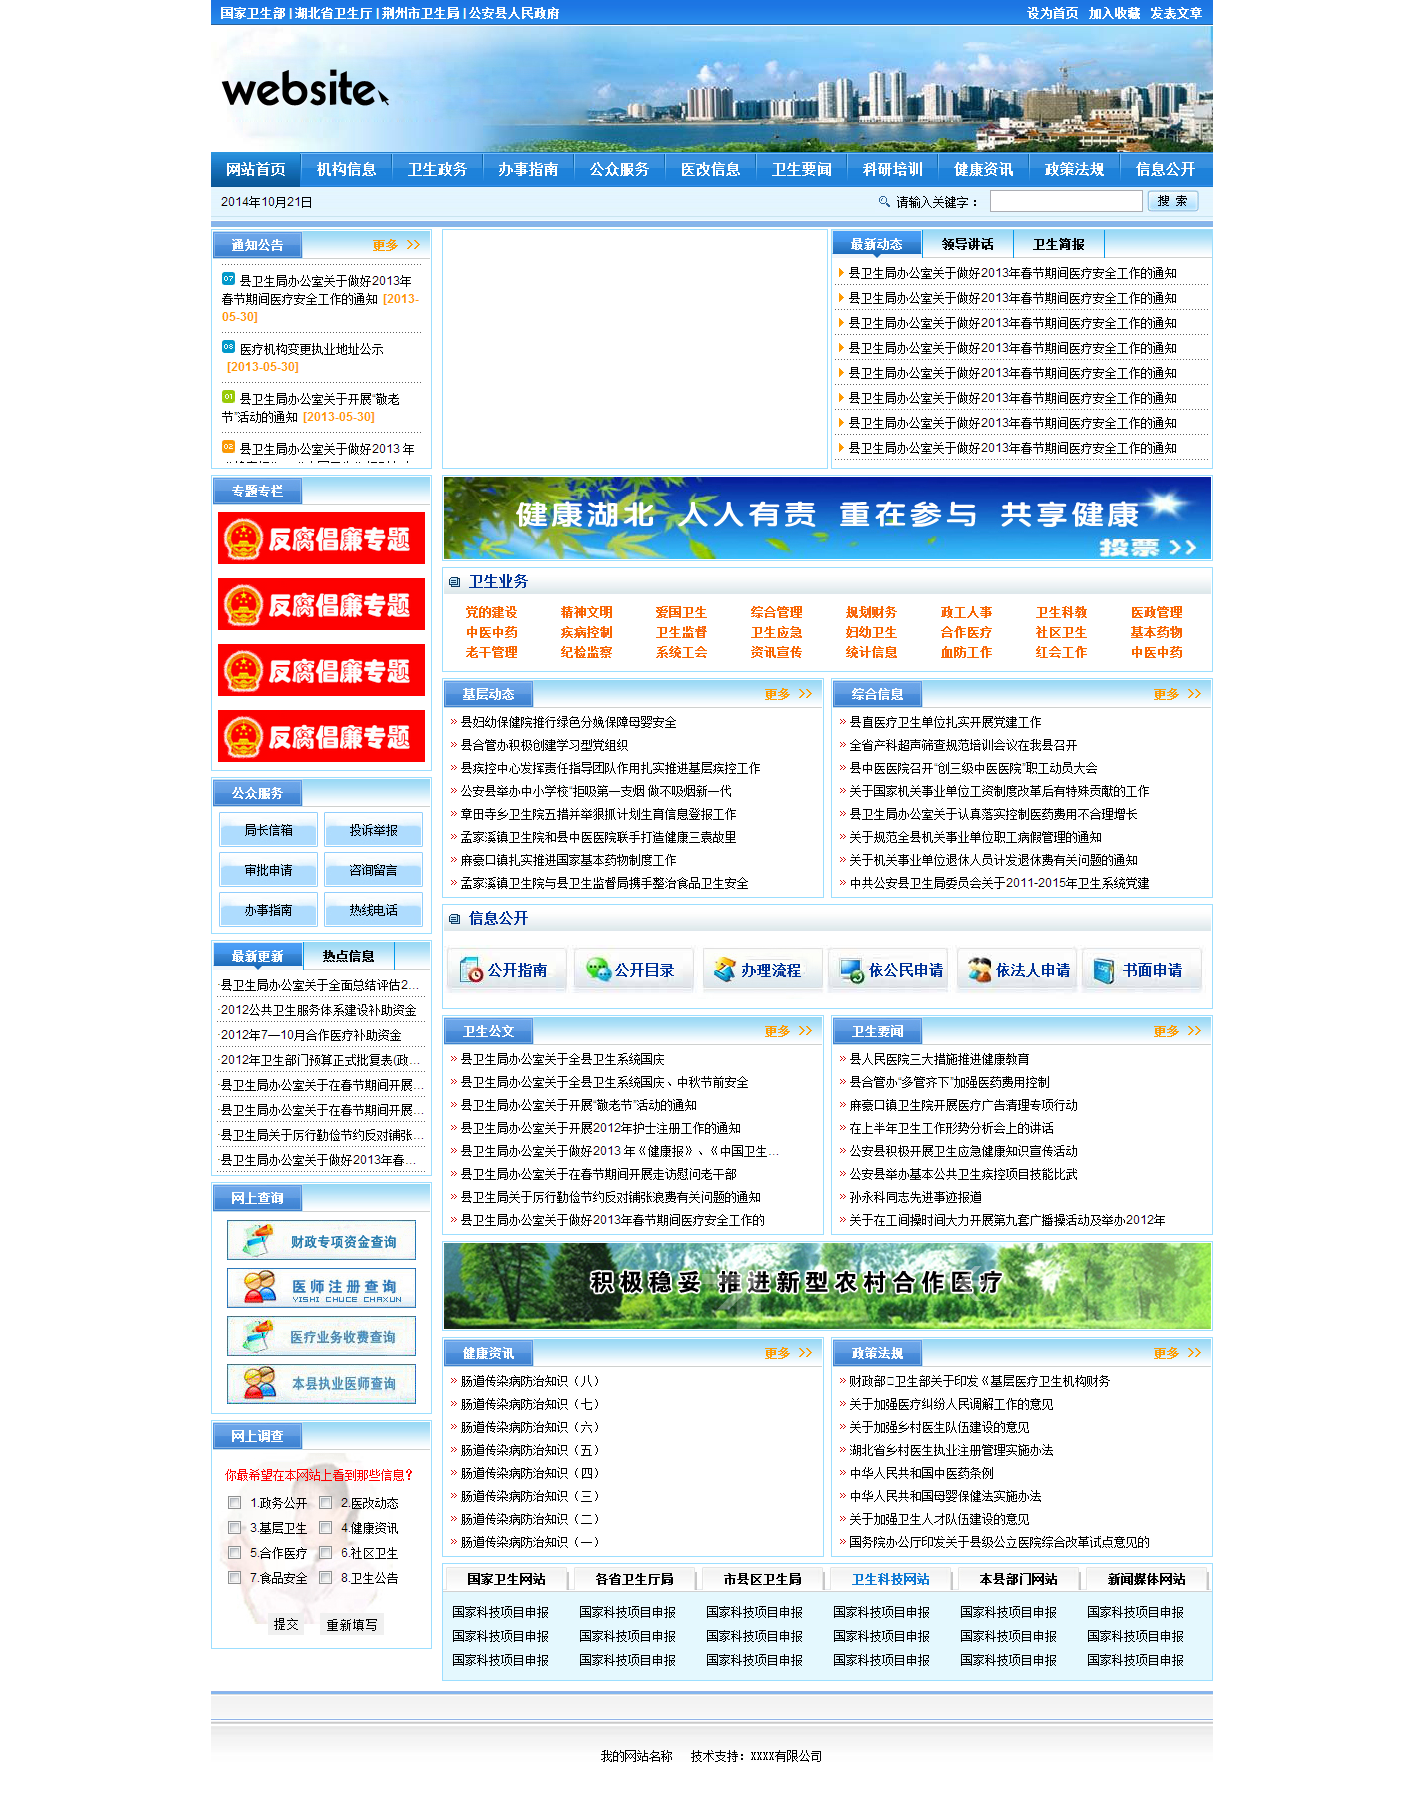 国家卫生部 | 湖北省卫生厅 | 荆州市卫生局 | 公安县人民政府
设为首页 加入收藏 发表文章
website
网站首页 机构信息 卫生政务 办事指南 公众服务 医改信息 卫生要闻 科研培训 健康资讯 政策法规 信息公开
2014年10月21日
请输入关键字：
搜 索
通知公告 更多 >>
07 县卫生局办公室关于做好2013年
春节期间医疗安全工作的通知 [2013-
05-30]
08 医疗机构变更执业地址公示
[2013-05-30]
01 县卫生局办公室关于开展“敬老
节”活动的通知 [2013-05-30]
02 县卫生局办公室关于做好2013 年
最新动态 领导讲话 卫生简报
县卫生局办公室关于做好2013年春节期间医疗安全工作的通知
县卫生局办公室关于做好2013年春节期间医疗安全工作的通知
县卫生局办公室关于做好2013年春节期间医疗安全工作的通知
县卫生局办公室关于做好2013年春节期间医疗安全工作的通知
县卫生局办公室关于做好2013年春节期间医疗安全工作的通知
县卫生局办公室关于做好2013年春节期间医疗安全工作的通知
县卫生局办公室关于做好2013年春节期间医疗安全工作的通知
县卫生局办公室关于做好2013年春节期间医疗安全工作的通知
专题专栏
反腐倡廉专题
反腐倡廉专题
反腐倡廉专题
反腐倡廉专题
健康湖北 人人有责 重在参与 共享健康
投票 >>
卫生业务
党的建设 精神文明 爱国卫生 综合管理 规划财务 政工人事 卫生科教 医政管理
中医中药 疾病控制 卫生监督 卫生应急 妇幼卫生 合作医疗 社区卫生 基本药物
老干管理 纪检监察 系统工会 资讯宣传 统计信息 血防工作 红会工作 中医中药
基层动态 更多 >>
县妇幼保健院推行绿色分娩保障母婴安全
县合管办积极创建学习型党组织
县疾控中心发挥责任指导团队作用扎实推进基层疾控工作
公安县举办中小学校“拒吸第一支烟 做不吸烟新一代
章田寺乡卫生院五措并举狠抓计划生育信息登报工作
孟家溪镇卫生院和县中医医院联手打造健康三袁故里
麻豪口镇扎实推进国家基本药物制度工作
孟家溪镇卫生院与县卫生监督局携手整治食品卫生安全
综合信息 更多 >>
县直医疗卫生单位扎实开展党建工作
全省产科超声筛查规范培训会议在我县召开
县中医医院召开“创三级中医医院”职工动员大会
关于国家机关事业单位工资制度改革后有特殊贡献的工作
县卫生局办公室关于认真落实控制医药费用不合理增长
关于规范全县机关事业单位职工病假管理的通知
关于机关事业单位退休人员计发退休费有关问题的通知
中共公安县卫生局委员会关于2011-2015年卫生系统党建
公众服务
局长信箱 投诉举报
审批申请 咨询留言
办事指南 热线电话
信息公开
公开指南 公开目录 办理流程 依公民申请 依法人申请 书面申请
最新更新 热点信息
·县卫生局办公室关于全面总结评估2...
·2012公共卫生服务体系建设补助资金
·2012年7—10月合作医疗补助资金
·2012年卫生部门预算正式批复表(政...
·县卫生局办公室关于在春节期间开展...
·县卫生局办公室关于在春节期间开展...
·县卫生局关于厉行勤俭节约反对铺张...
·县卫生局办公室关于做好2013年春...
卫生公文 更多 >>
县卫生局办公室关于全县卫生系统国庆
县卫生局办公室关于全县卫生系统国庆、中秋节前安全
县卫生局办公室关于开展“敬老节”活动的通知
县卫生局办公室关于开展2012年护士注册工作的通知
县卫生局办公室关于做好2013 年《健康报》、《中国卫生...
县卫生局办公室关于在春节期间开展走访慰问老干部
县卫生局关于厉行勤俭节约反对铺张浪费有关问题的通知
县卫生局办公室关于做好2013年春节期间医疗安全工作的
卫生要闻 更多 >>
县人民医院三大措施推进健康教育
县合管办“多管齐下”加强医药费用控制
麻豪口镇卫生院开展医疗广告清理专项行动
在上半年卫生工作形势分析会上的讲话
公安县积极开展卫生应急健康知识宣传活动
公安县举办基本公共卫生疾控项目技能比武
孙永科同志先进事迹报道
关于在工间操时间大力开展第九套广播操活动及举办2012年
网上查询
财政专项资金查询
医师注册查询
YISHI CHUCE CHAXUN
医疗业务收费查询
本县执业医师查询
积极稳妥 推进新型农村合作医疗
健康资讯 更多 >>
肠道传染病防治知识（八）
肠道传染病防治知识（七）
肠道传染病防治知识（六）
肠道传染病防治知识（五）
肠道传染病防治知识（四）
肠道传染病防治知识（三）
肠道传染病防治知识（二）
肠道传染病防治知识（一）
政策法规 更多 >>
财政部□卫生部关于印发《基层医疗卫生机构财务
关于加强医疗纠纷人民调解工作的意见
关于加强乡村医生队伍建设的意见
湖北省乡村医生执业注册管理实施办法
中华人民共和国中医药条例
中华人民共和国母婴保健法实施办法
关于加强卫生人才队伍建设的意见
国务院办公厅印发关于县级公立医院综合改革试点意见的
网上调查
你最希望在本网站上看到那些信息？
1.政务公开 2.医改动态
3.基层卫生 4.健康资讯
5.合作医疗 6.社区卫生
7.食品安全 8.卫生公告
提交 重新填写
国家卫生网站 各省卫生厅局 市县区卫生局 卫生科技网站 本县部门网站 新闻媒体网站
国家科技项目申报 国家科技项目申报 国家科技项目申报 国家科技项目申报 国家科技项目申报 国家科技项目申报
国家科技项目申报 国家科技项目申报 国家科技项目申报 国家科技项目申报 国家科技项目申报 国家科技项目申报
国家科技项目申报 国家科技项目申报 国家科技项目申报 国家科技项目申报 国家科技项目申报 国家科技项目申报
我的网站名称 技术支持：XXXX有限公司